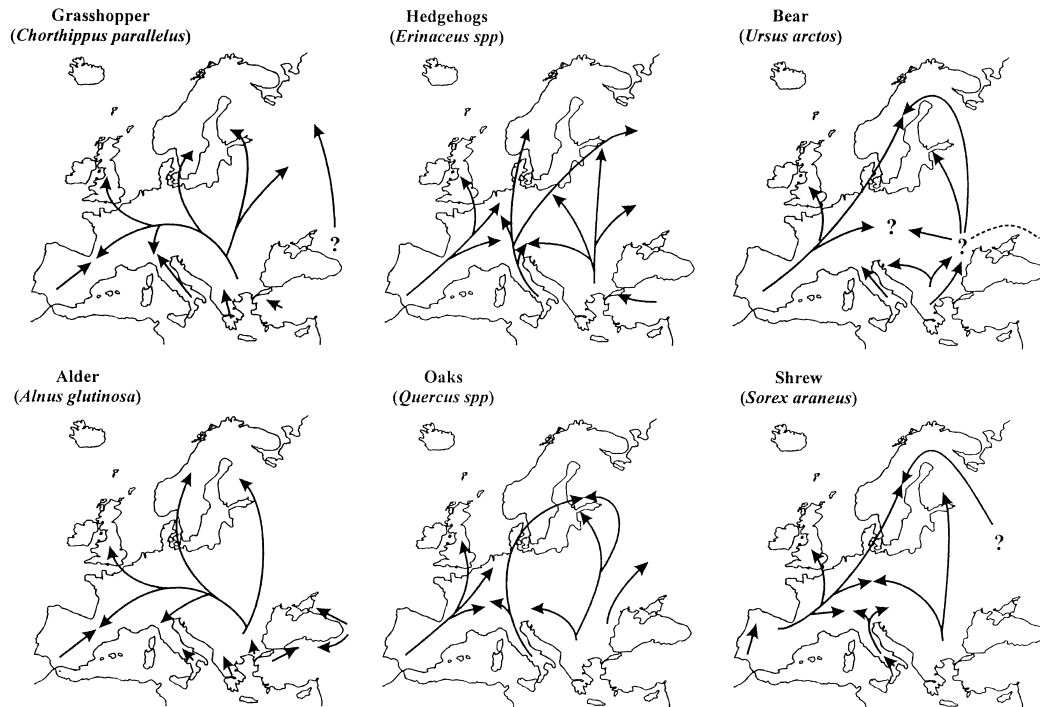 Grasshopper
(Chorthippus parallelus)
Hedgehogs
(Erinaceus spp)
Bear
(Ursus arctos)
?
?
?
Alder
(Alnus glutinosa)
Oaks
(Quercus spp)
Shrew
(Sorex araneus)
?